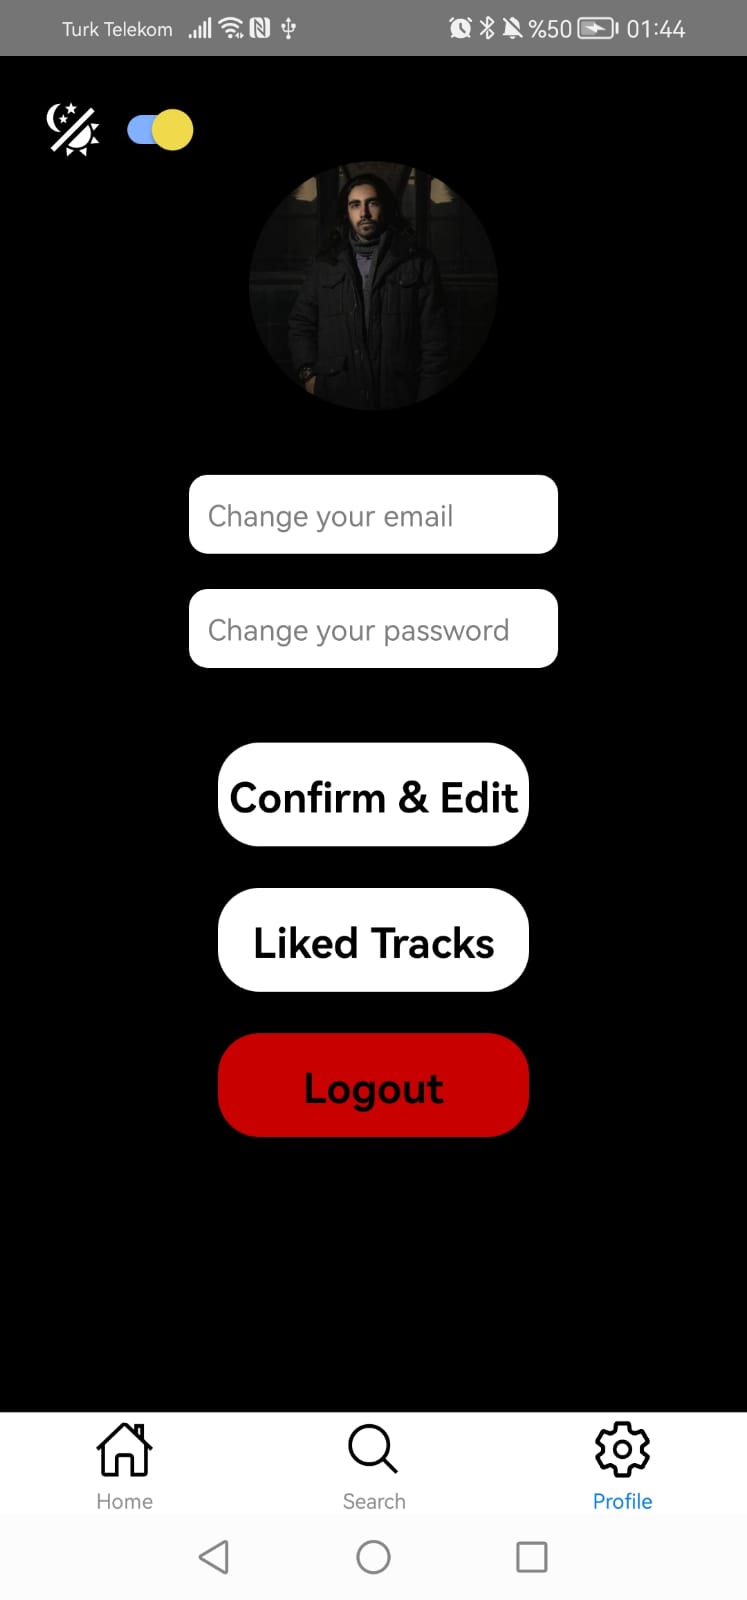 Turk Telekom %50 01:44
Change your email
Change your password
Confirm & Edit
Liked Tracks
Logout
Home Search Profile